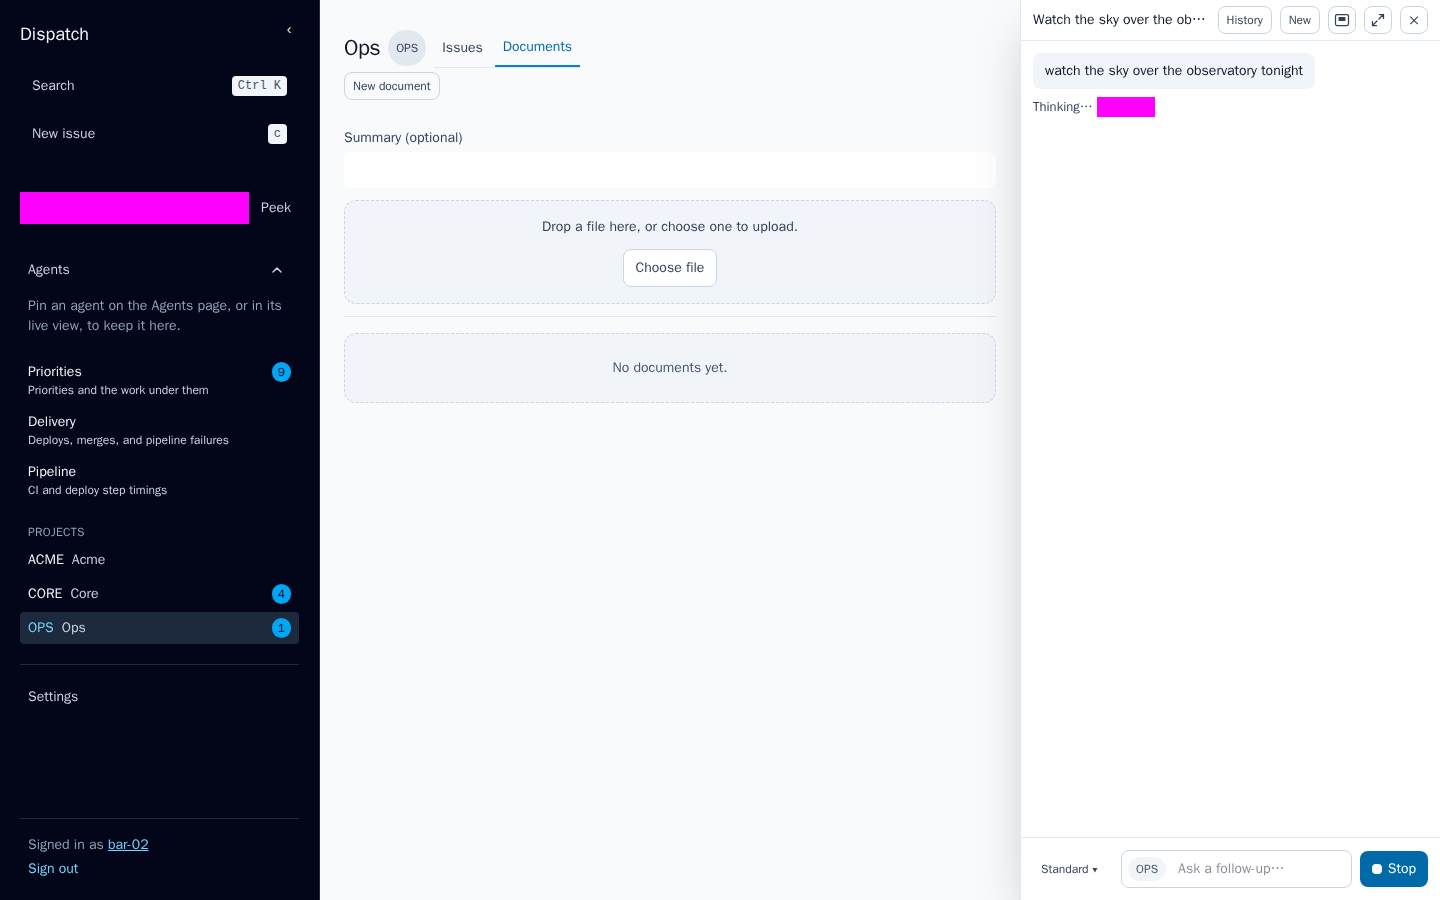 Dispatch
Search Ctrl K
New issue C
Peek
Agents
Pin an agent on the Agents page, or in its
live view, to keep it here.
Priorities 9
Priorities and the work under them
Delivery
Deploys, merges, and pipeline failures
Pipeline
CI and deploy step timings
PROJECTS
ACME Acme
CORE Core 4
OPS Ops 1
Settings
Signed in as bar-02
Sign out
Ops OPS Issues Documents
New document
Summary (optional)
Drop a file here, or choose one to upload.
Choose file
No documents yet.
Watch the sky over the ob… History New
watch the sky over the observatory tonight
Thinking…
Standard ▾ OPS Ask a follow-up… Stop